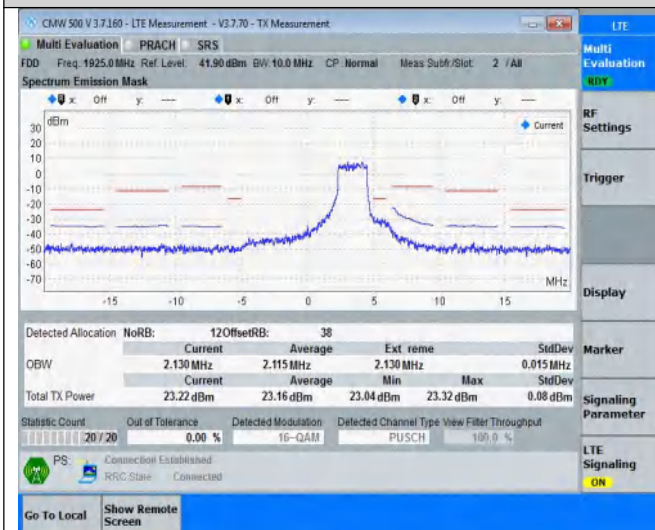 CMW 500 V 3.7.160 - LTE Measurement - V3.7.70 - TX Measurement
LTE
Multi Evaluation PRACH SRS
Multi Evaluation
RDY
FDD Freq.:1925.0 MHz Ref. Level: 41.90 dBm BW:10.0 MHz CP: Normal Meas Subfr./Slot: 2 / All
Spectrum Emission Mask
x: Off y: --- x: Off y: --- x: Off y: ---
dBm
Current
30
20
10
0
-10
-20
-30
-40
-50
-60
-70
MHz
-15 -10 -5 0 5 10 15
RF Settings
Trigger
Display
Marker
Signaling Parameter
LTE Signaling
ON
Detected Allocation NoRB: 12OffsetRB: 38
Current Average Ext reme StdDev
OBW 2.130 MHz 2.115 MHz 2.130 MHz 0.015 MHz
Current Average Min Max StdDev
Total TX Power 23.22 dBm 23.16 dBm 23.04 dBm 23.32 dBm 0.08 dBm
Statistic Count Out of Tolerance Detected Modulation Detected Channel Type View Filter Throughput
20 / 20 0.00 % 16-QAM PUSCH 100.0 %
PS: Connection Established
RRC State Connected
Go To Local
Show Remote Screen